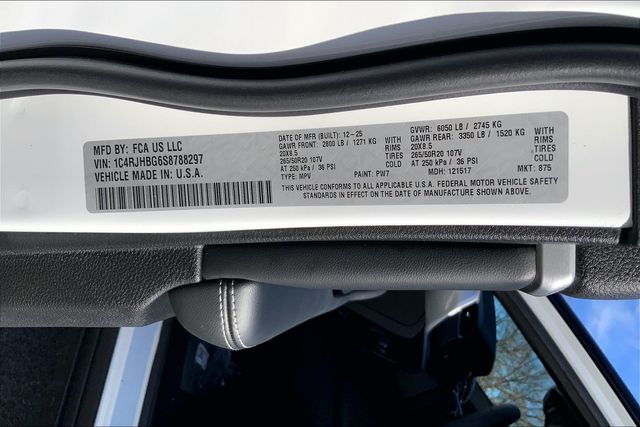 MFD BY: FCA US LLC
VIN: 1C4RJHBG6S8788297
VEHICLE MADE IN U.S.A.
DATE OF MFR (BUILT): 12-25
GAWR FRONT: 2800 LB / 1271 KG
20X8.5
265/50R20 107V
AT 250 kPa / 36 PSI
TYPE: MPV
WITH
RIMS
TIRES
COLD
PAINT: PW7
GVWR: 6050 LB / 2745 KG
GAWR REAR: 3350 LB / 1520 KG
20X8.5
265/50R20 107V
AT 250 kPa / 36 PSI
MDH: 121517
WITH
RIMS
TIRES
COLD
MKT: 875
THIS VEHICLE CONFORMS TO ALL APPLICABLE U.S.A. FEDERAL MOTOR VEHICLE SAFETY
STANDARDS IN EFFECT ON THE DATE OF MANUFACTURE SHOWN ABOVE.